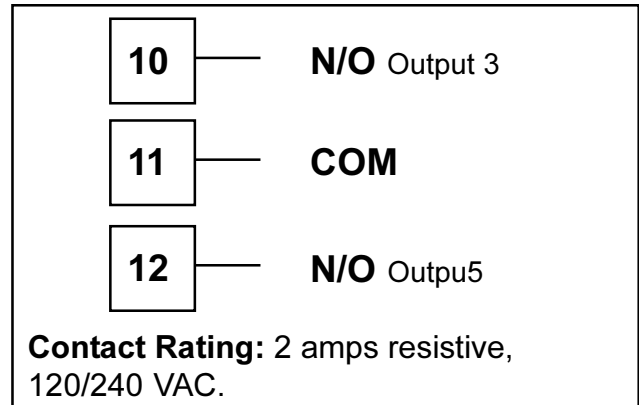 10 N/O Output 3
11 COM
12 N/O Outpu5
Contact Rating: 2 amps resistive,
120/240 VAC.